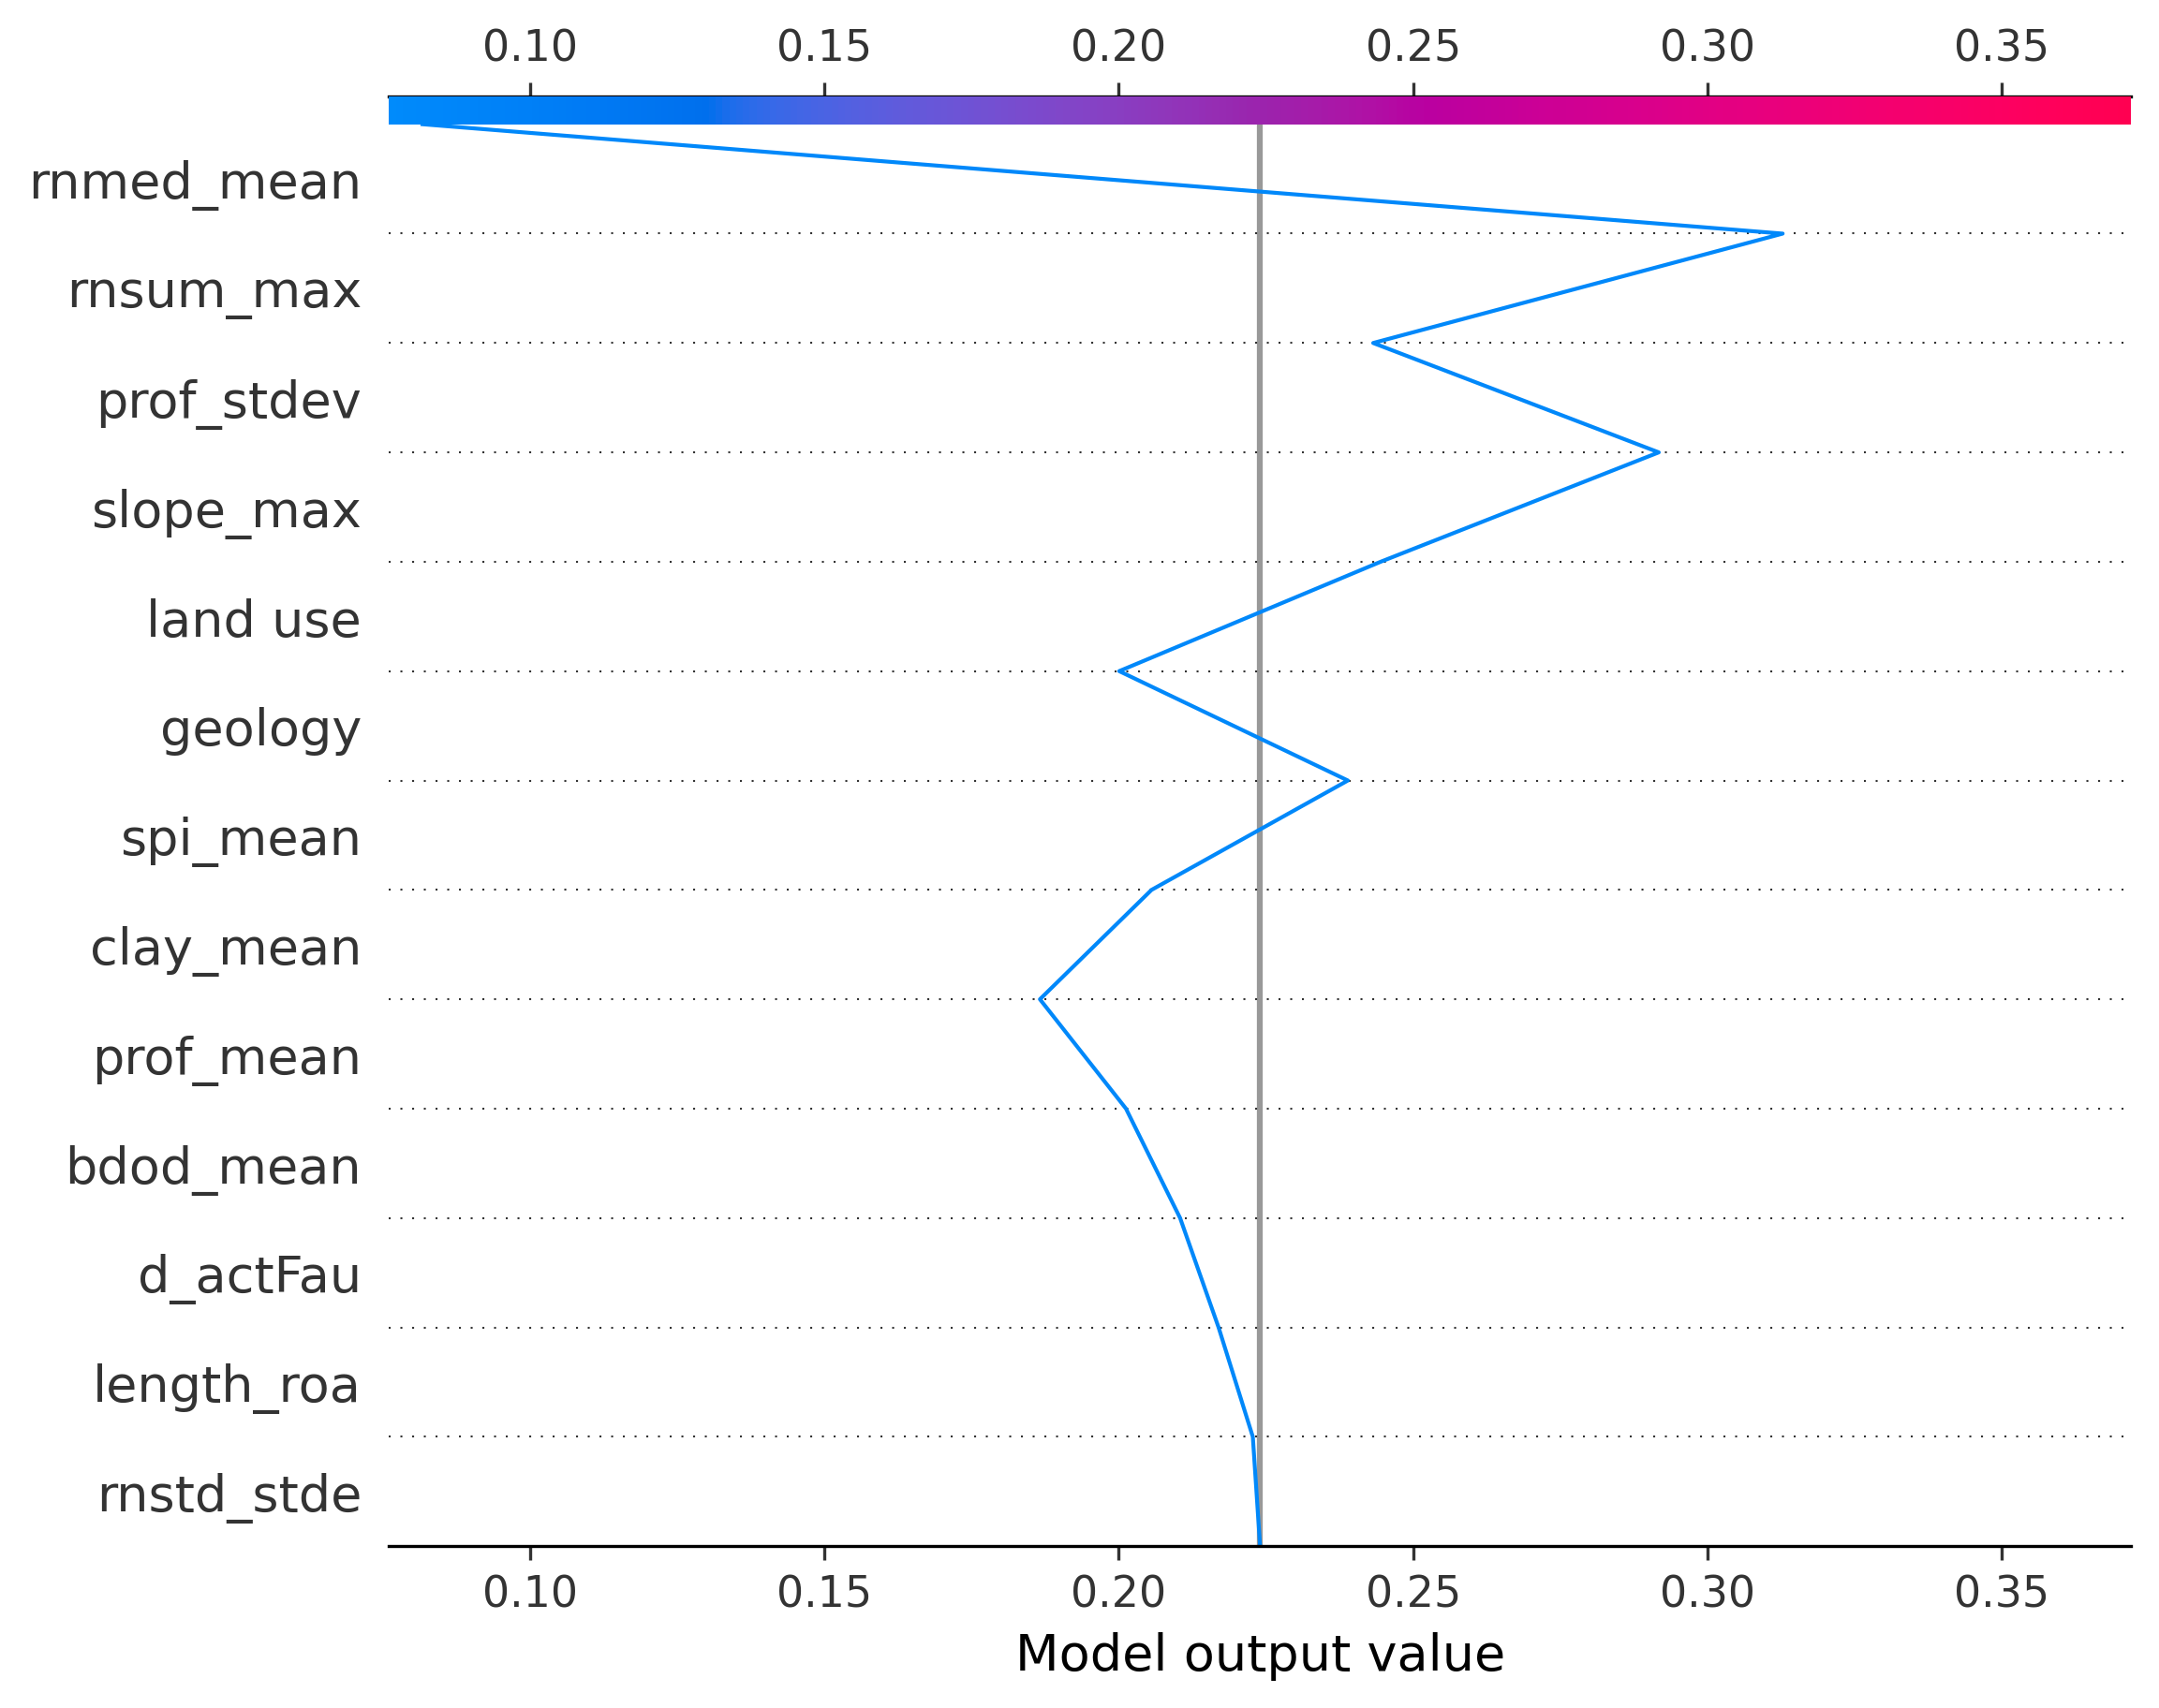 0.10 0.15 0.20 0.25 0.30 0.35
rnmed_mean
rnsum_max
prof_stdev
slope_max
land use
geology
spi_mean
clay_mean
prof_mean
bdod_mean
d_actFau
length_roa
rnstd_stde
0.10 0.15 0.20 0.25 0.30 0.35
Model output value